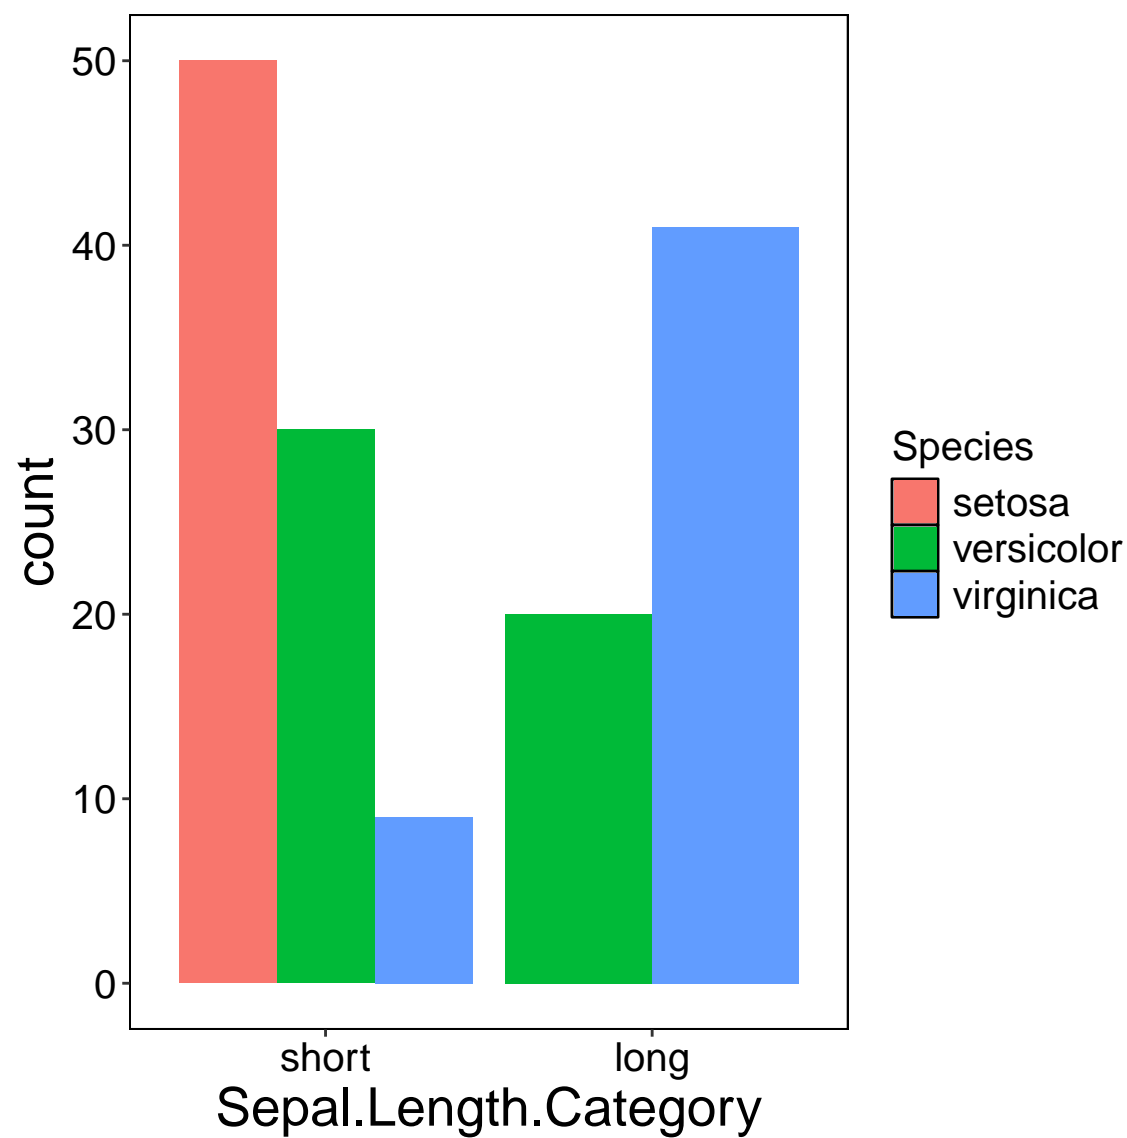 50
40
30
20
10
0
count
short
long
Sepal.Length.Category
Species
setosa
versicolor
virginica